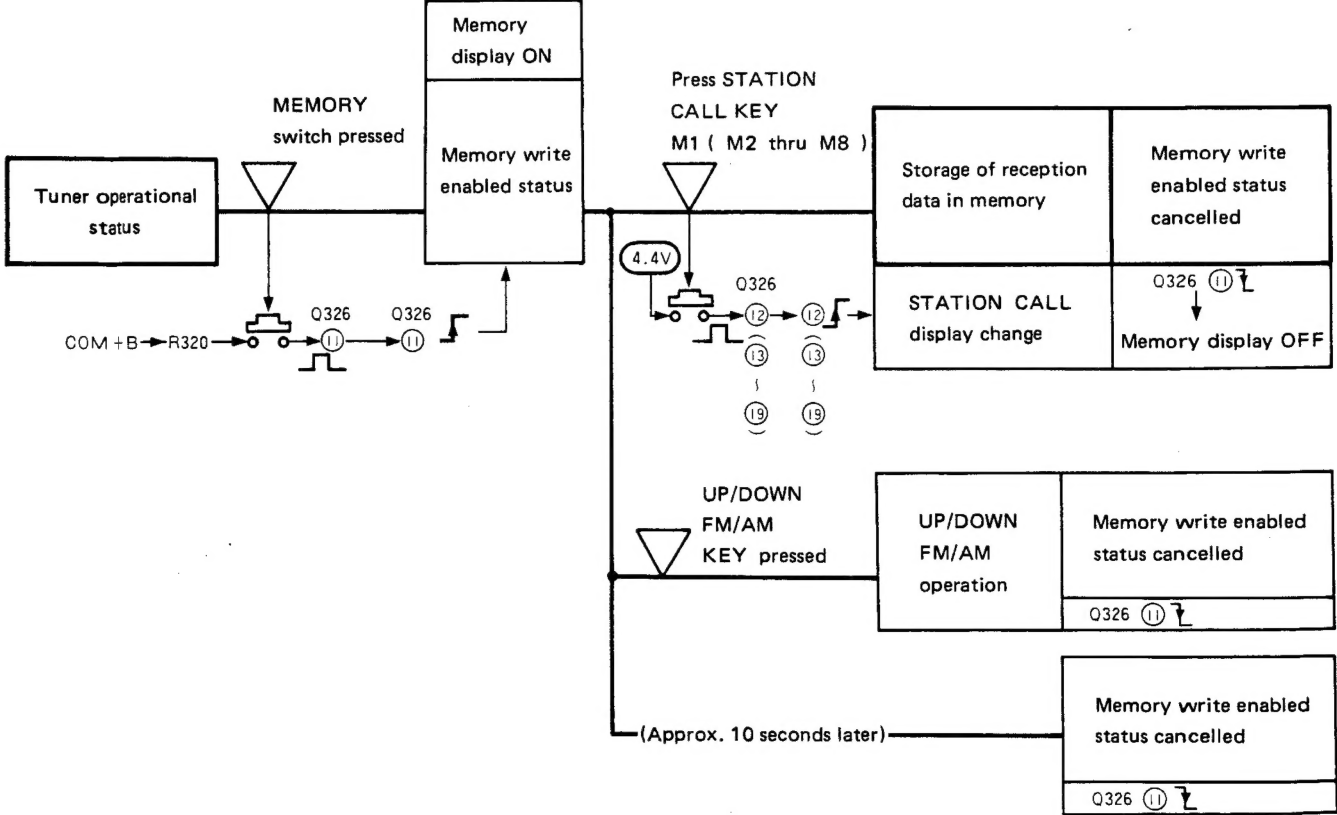 Tuner operational
status
MEMORY
switch pressed
COM +B
R320
Q326
11
Q326
11
Memory
display ON
Memory write
enabled status
Press STATION
CALL KEY
M1 ( M2 thru M8 )
4.4V
Q326
12
12
( 13
( 13
~
~
19 )
19 )
Storage of reception
data in memory
Memory write
enabled status
cancelled
STATION CALL
display change
Q326 11
Memory display OFF
UP/DOWN
FM/AM
KEY pressed
UP/DOWN
FM/AM
operation
Memory write enabled
status cancelled
Q326 11
(Approx. 10 seconds later)
Memory write enabled
status cancelled
Q326 11